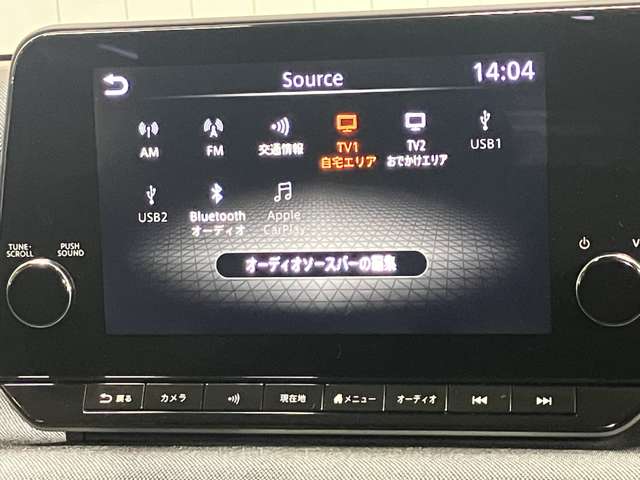 Source
14:04
AM
FM
交通情報
TV1
自宅エリア
TV2
おでかけエリア
USB1
USB2
Bluetooth
オーディオ
Apple
CarPlay
オーディオソースバーの編集
TUNE·
SCROLL
PUSH
SOUND
V
戻る
カメラ
現在地
メニュー
オーディオ